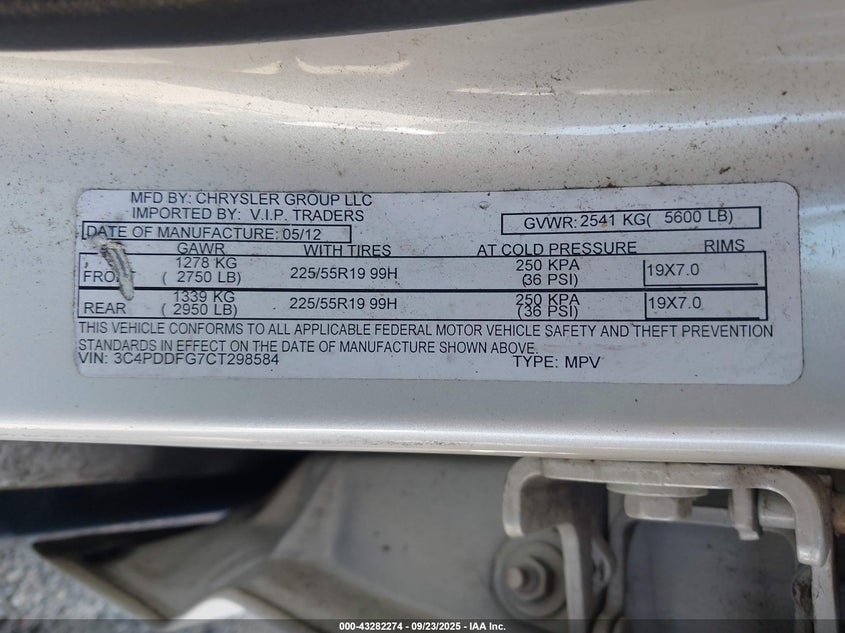 MFD BY: CHRYSLER GROUP LLC
IMPORTED BY: V.I.P. TRADERS
GVWR: 2541 KG( 5600 LB)
DATE OF MANUFACTURE: 05/12
GAWR WITH TIRES AT COLD PRESSURE RIMS
FRO 1278 KG ( 2750 LB) 225/55R19 99H 250 KPA (36 PSI) 19X7.0
REAR 1339 KG ( 2950 LB) 225/55R19 99H 250 KPA (36 PSI) 19X7.0
THIS VEHICLE CONFORMS TO ALL APPLICABLE FEDERAL MOTOR VEHICLE SAFETY AND THEFT PREVENTION
STANDARDS IN EFFECT ON THE DATE OF MANUFACTURE SHOWN ABOVE.
VIN: 3C4PDDFG7CT298584 TYPE: MPV
000-43282274 - 09/23/2025 - IAA Inc.